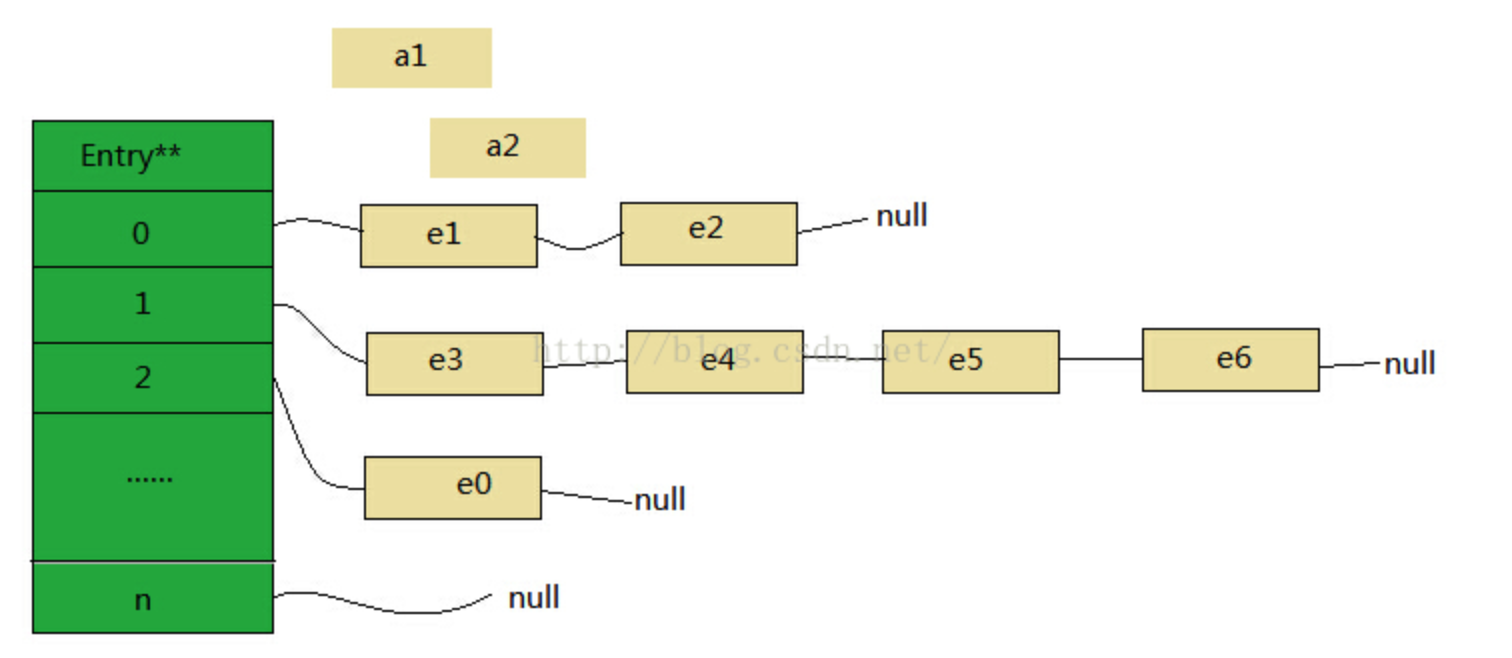 a1
a2
Entry**
0
e1
e2
null
1
e3
e4
e5
e6
null
http://blog.csdn.net/
2
e0
null
......
n
null